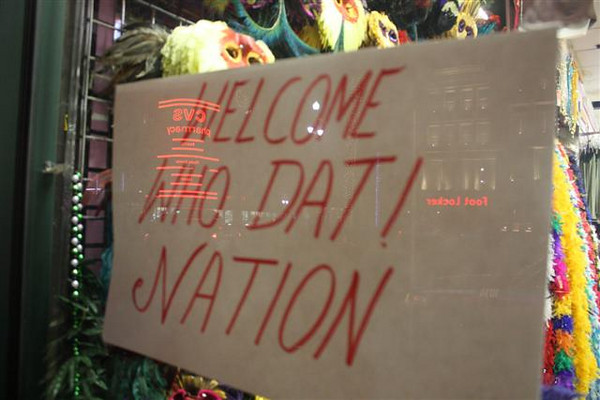 WELCOME
WHO DAT!
NATION
CVS
pharmacy
Foot Locker